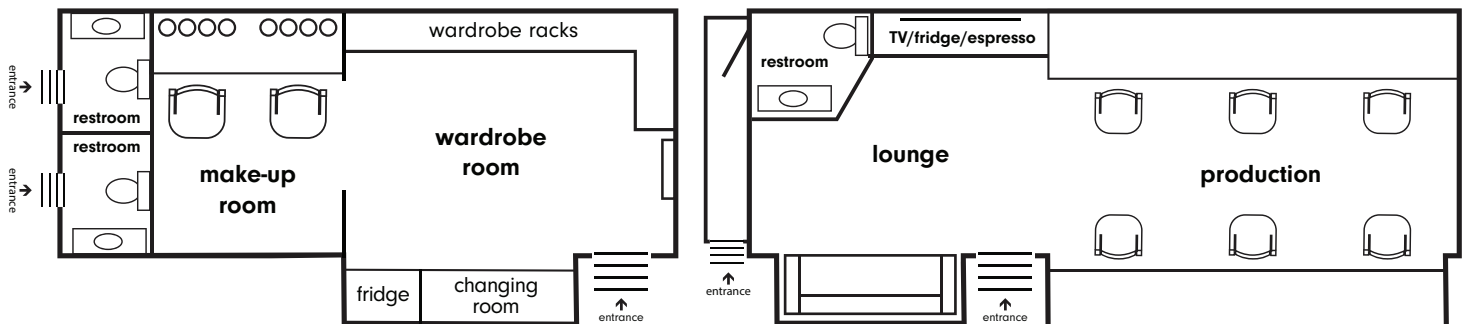 wardrobe racks
entrance
restroom
restroom
entrance
make-up
room
wardrobe
room
fridge
changing
room
entrance
restroom
TV/fridge/espresso
lounge
production
entrance
entrance